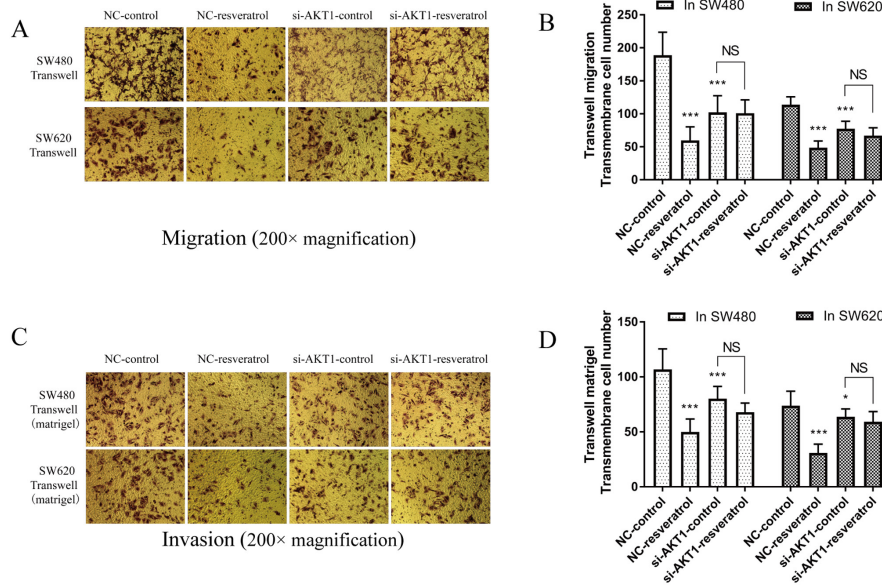 A
NC-control NC-resveratrol si-AKT1-control si-AKT1-resveratrol
SW480
Transwell
SW620
Transwell
Migration (200× magnification)
B
In SW480 In SW620
Transwell migration
Transmembrane cell number
250
200
150
100
50
0
*** *** NS *** *** NS
NC-control
NC-resveratrol
si-AKT1-control
si-AKT1-resveratrol
NC-control
NC-resveratrol
si-AKT1-control
si-AKT1-resveratrol
C
NC-control NC-resveratrol si-AKT1-control si-AKT1-resveratrol
SW480
Transwell
(matrigel)
SW620
Transwell
(matrigel)
Invasion (200× magnification)
D
In SW480 In SW620
Transwell matrigel
Transmembrane cell number
150
100
50
0
*** *** NS *** * NS
NC-control
NC-resveratrol
si-AKT1-control
si-AKT1-resveratrol
NC-control
NC-resveratrol
si-AKT1-control
si-AKT1-resveratrol